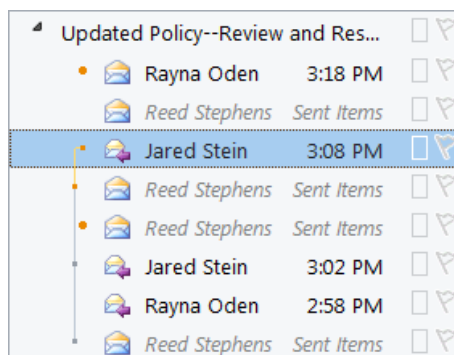 Updated Policy--Review and Res...
Rayna Oden 3:18 PM
Reed Stephens Sent Items
Jared Stein 3:08 PM
Reed Stephens Sent Items
Reed Stephens Sent Items
Jared Stein 3:02 PM
Rayna Oden 2:58 PM
Reed Stephens Sent Items